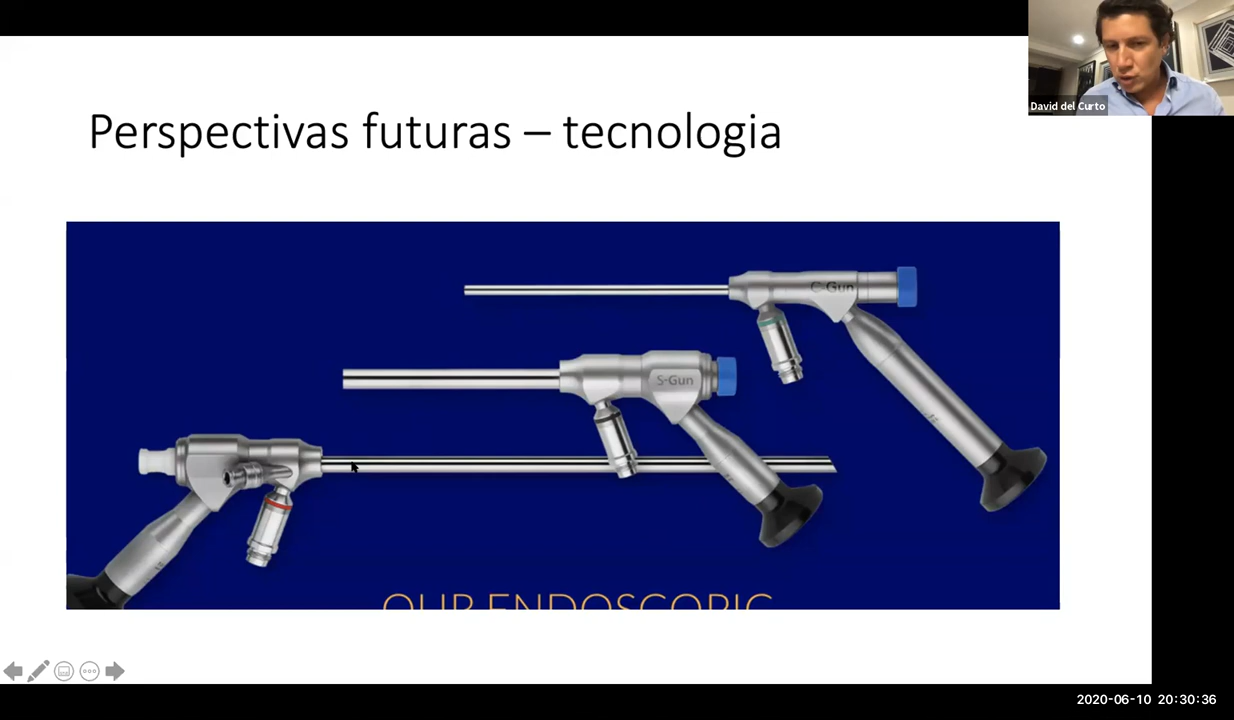 David del Curto
Perspectivas futuras – tecnologia
C-Gun
S-Gun
OUR ENDOSCOPIC
2020-06-10 20:30:36